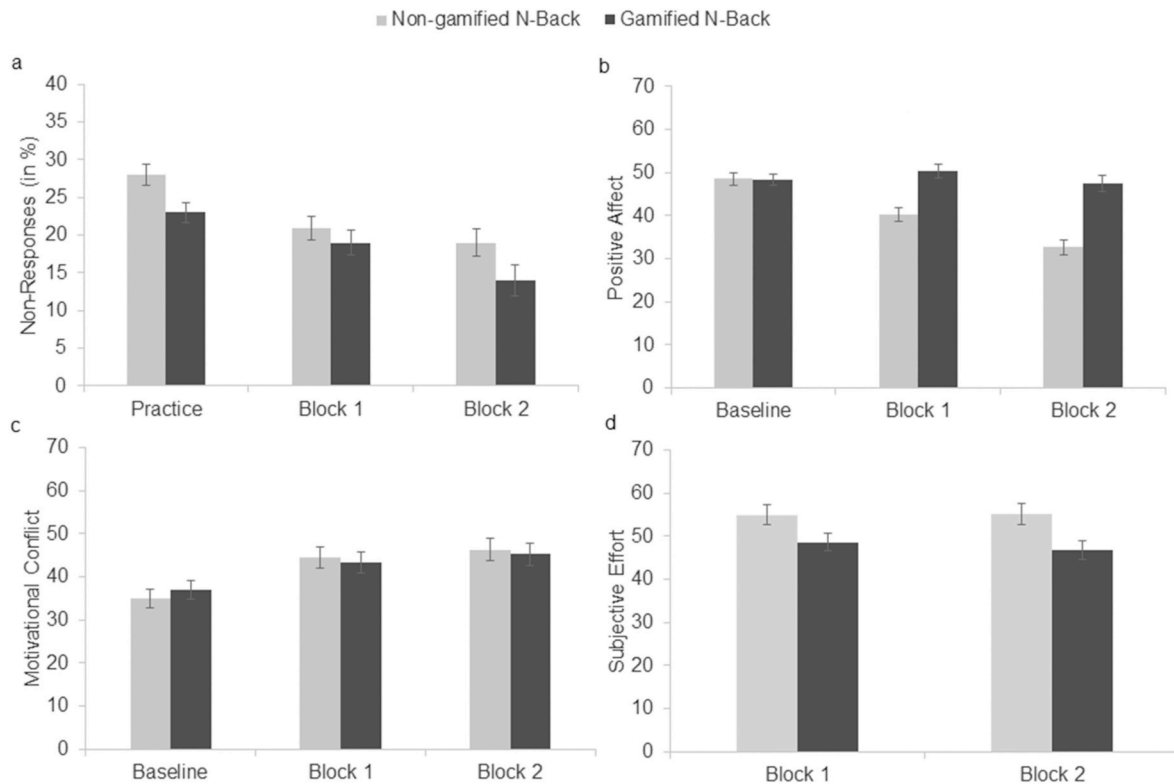 Non-gamified N-Back Gamified N-Back
a
Non-Responses (in %)
40
35
30
25
20
15
10
5
0
Practice Block 1 Block 2
b
Positive Affect
70
60
50
40
30
20
10
0
Baseline Block 1 Block 2
c
Motivational Conflict
70
60
50
40
30
20
10
0
Baseline Block 1 Block 2
d
Subjective Effort
70
60
50
40
30
20
10
0
Block 1 Block 2